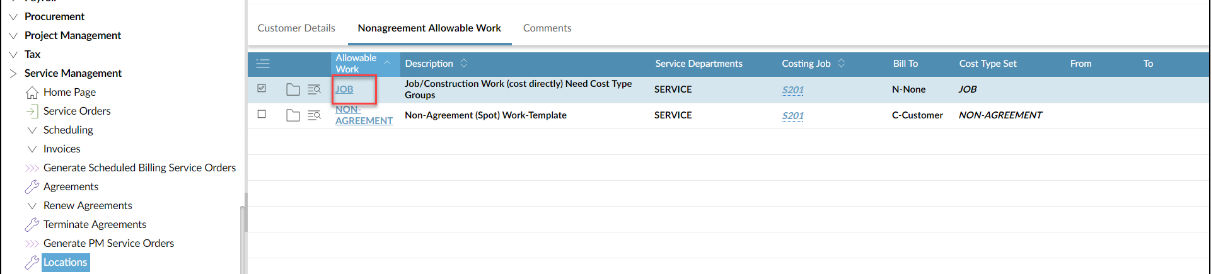 Payroll
Procurement
Project Management
Tax
Service Management
Home Page
Service Orders
Scheduling
Invoices
Generate Scheduled Billing Service Orders
Agreements
Renew Agreements
Terminate Agreements
Generate PM Service Orders
Locations
Customer Details Nonagreement Allowable Work Comments
Allowable
Work Description Service Departments Costing Job Bill To Cost Type Set From To
JOB Job/Construction Work (cost directly) Need Cost Type
Groups SERVICE S201 N-None JOB
NON-
AGREEMENT Non-Agreement (Spot) Work-Template SERVICE S201 C-Customer NON-AGREEMENT